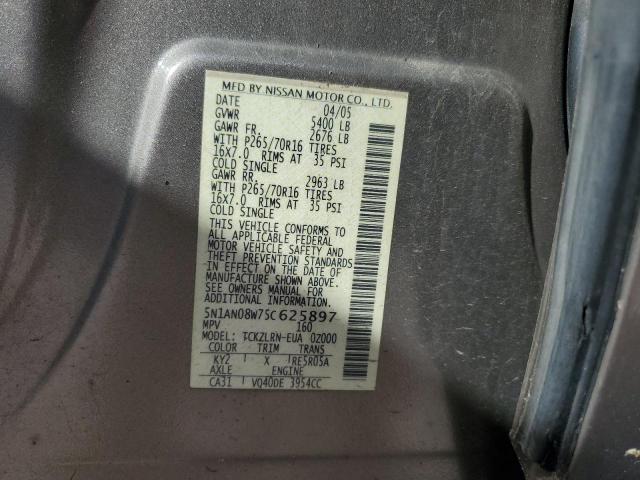 MFD BY NISSAN MOTOR CO., LTD.
DATE 04/05
GVWR 5400 LB
GAWR FR. 2676 LB
WITH P265/70R16 TIRES
16X7.0 RIMS AT 35 PSI
COLD SINGLE
GAWR RR. 2963 LB
WITH P265/70R16 TIRES
16X7.0 RIMS AT 35 PSI
COLD SINGLE
THIS VEHICLE CONFORMS TO
ALL APPLICABLE FEDERAL
MOTOR VEHICLE SAFETY AND
THEFT PREVENTION STANDARDS
IN EFFECT ON THE DATE OF
MANUFACTURE SHOWN ABOVE.
SEE OWNERS MANUAL FOR
ADDITIONAL INFORMATION.
5N1AN08W75C625897
MPV 160
MODEL: TCKZLRN-EUA 02000
COLOR TRIM TRANS
KY2 X RE5R05A
AXLE ENGINE
CA31 VQ40DE 3954CC